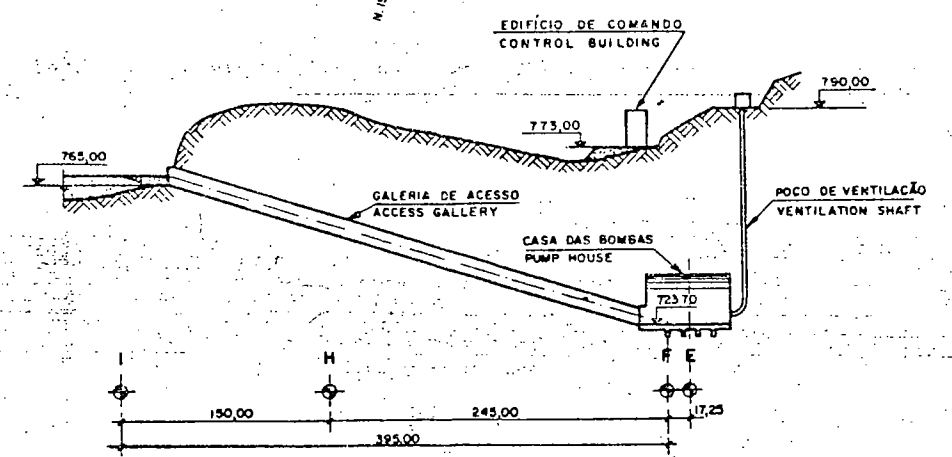 EDIFÍCIO DE COMANDO
CONTROL BUILDING
790,00
773,00
765,00
GALERIA DE ACESSO
ACCESS GALLERY
POCO DE VENTILAÇÃO
VENTILATION SHAFT
CASA DAS BOMBAS
PUMP HOUSE
723.70
I H F E
150,00 245,00 17,25
395.00